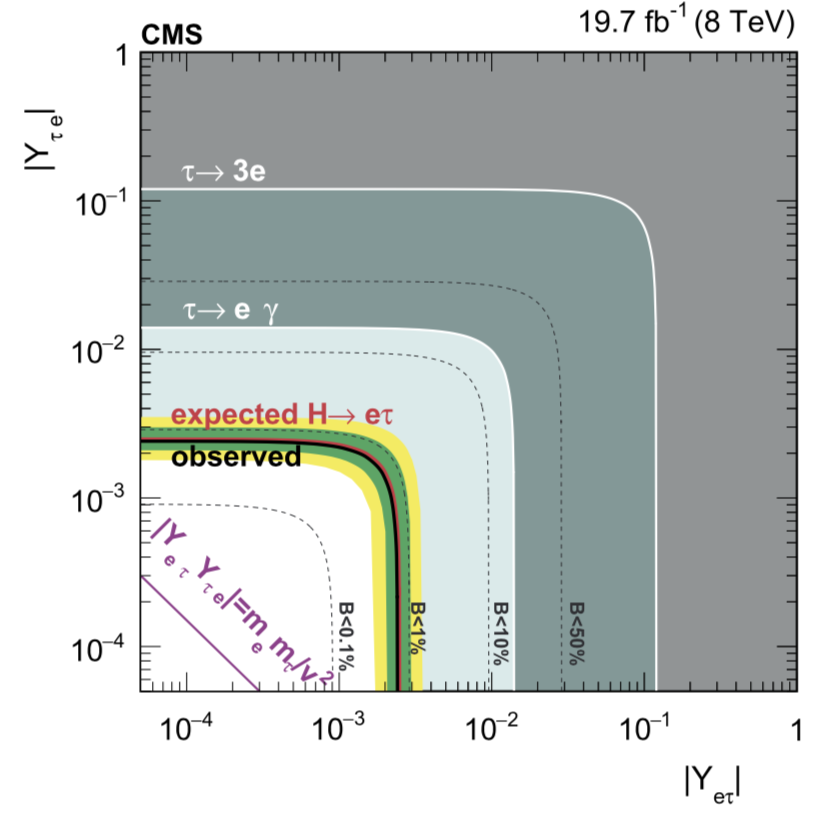 CMS 19.7 fb⁻¹ (8 TeV)
|Y_τe|
1
10⁻¹
10⁻²
10⁻³
10⁻⁴
τ→ 3e
τ→ e γ
expected H→ eτ
observed
|Y_eτ Y_τe|=m_e m_τ/v²
B<0.1%
B<1%
B<10%
B<50%
10⁻⁴ 10⁻³ 10⁻² 10⁻¹ 1
|Y_eτ|